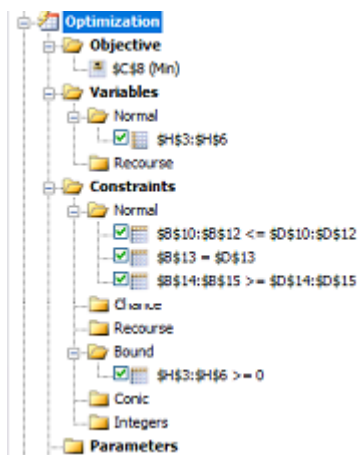 Optimization
Objective
$C$8 (Min)
Variables
Normal
$H$3:$H$6
Recourse
Constraints
Normal
$B$10:$B$12 <= $D$10:$D$12
$B$13 = $D$13
$B$14:$B$15 >= $D$14:$D$15
Chance
Recourse
Bound
$H$3:$H$6 >= 0
Conic
Integers
Parameters